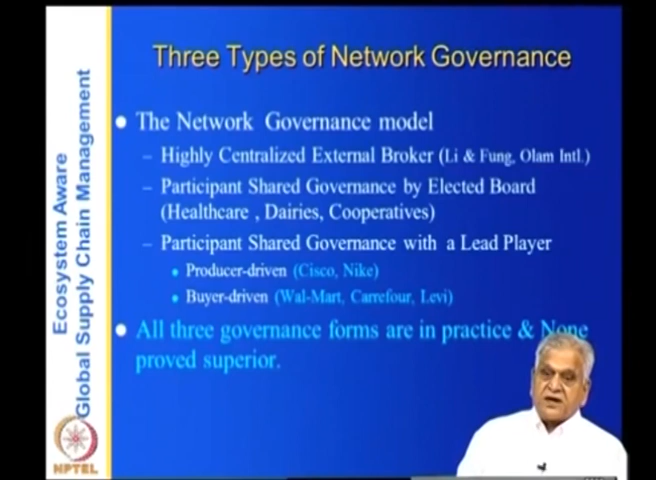 Three Types of Network Governance
• The Network Governance model
– Highly Centralized External Broker (Li & Fung, Olam Intl.)
– Participant Shared Governance by Elected Board
(Healthcare , Dairies, Cooperatives)
– Participant Shared Governance with a Lead Player
• Producer-driven (Cisco, Nike)
• Buyer-driven (Wal-Mart, Carrefour, Levi)
• All three governance forms are in practice & None
proved superior.
Ecosystem Aware
Global Supply Chain Management
NPTEL